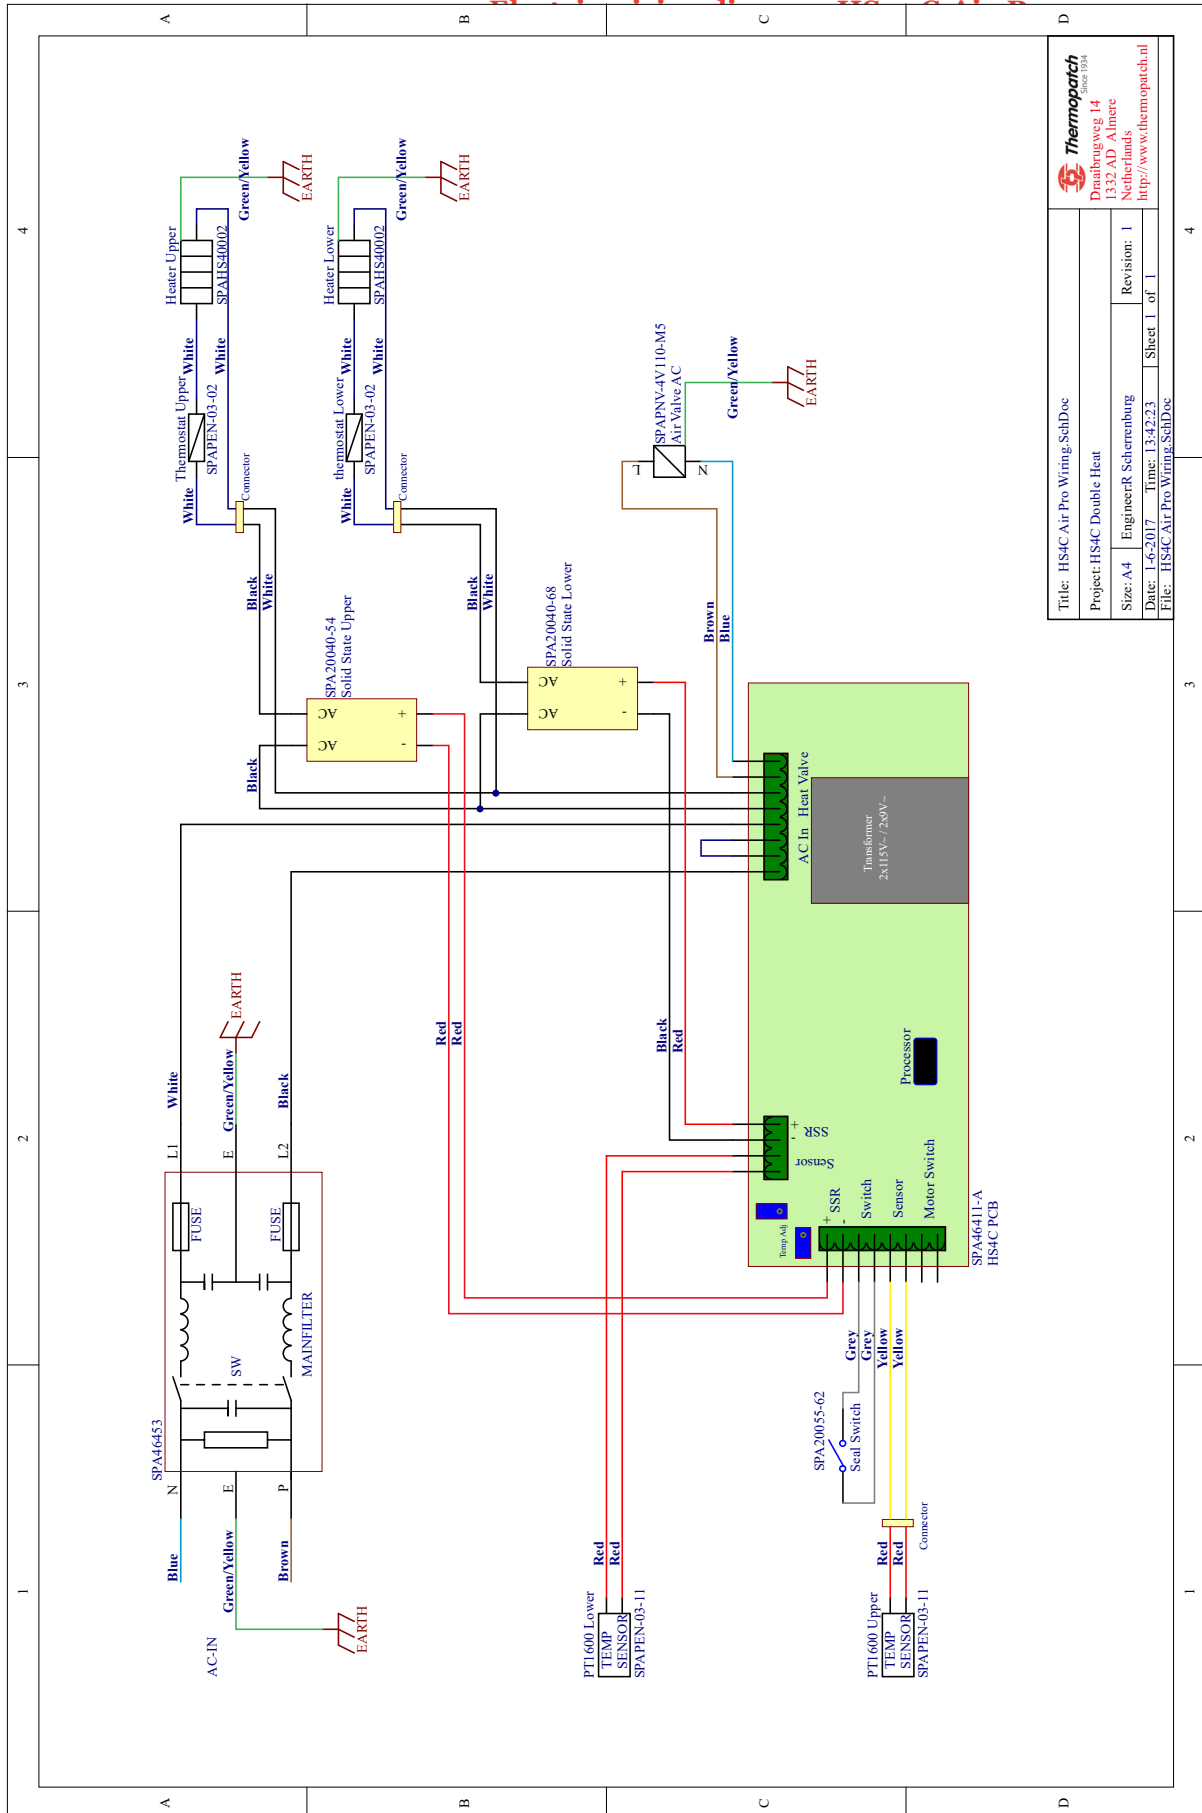 A
B
C
D
1
2
3
4
AC-IN
Blue
Green/Yellow
Brown
EARTH
N
E
P
SPA46453
SW
MAINFILTER
FUSE
FUSE
L1
E
L2
White
Green/Yellow
Black
EARTH
Black
SPA20040-54
Solid State Upper
AC
AC
-
+
Black
White
Connector
White
Thermostat Upper
SPAPEN-03-02
White
White
Heater Upper
SPAHS40002
Green/Yellow
EARTH
SPA20040-68
Solid State Lower
AC
AC
-
+
Black
White
Connector
White
thermostat Lower
SPAPEN-03-02
White
White
Heater Lower
SPAHS40002
Green/Yellow
EARTH
Red
Red
Black
Red
Brown
Blue
L
N
SPAPNV-4V110-M5
Air Valve AC
Green/Yellow
EARTH
PT1600 Lower
TEMP
SENSOR
SPAPEN-03-11
Red
Red
SPA20055-62
Seal Switch
Grey
Grey
Yellow
Yellow
Connector
Red
Red
PT1600 Upper
TEMP
SENSOR
SPAPEN-03-11
Temp Adj
Sensor
SSR
-
+
+
-
SSR
Switch
Sensor
Motor Switch
SPA46411-A
HS4C PCB
Processor
AC In
Heat
Valve
Transformer
2x115V~ / 2x9V~
Title: HS4C Air Pro Wiring.SchDoc
Project:HS4C Double Heat
Size: A4
Engineer:R Scherrenburg
Revision: 1
Date: 1-6-2017
Time: 13:42:23
Sheet 1 of 1
File: HS4C Air Pro Wiring.SchDoc
Thermopatch
Since 1934
Draaibrugweg 14
1332 AD Almere
Netherlands
http://www.thermopatch.nl
1
2
3
4
A
B
C
D